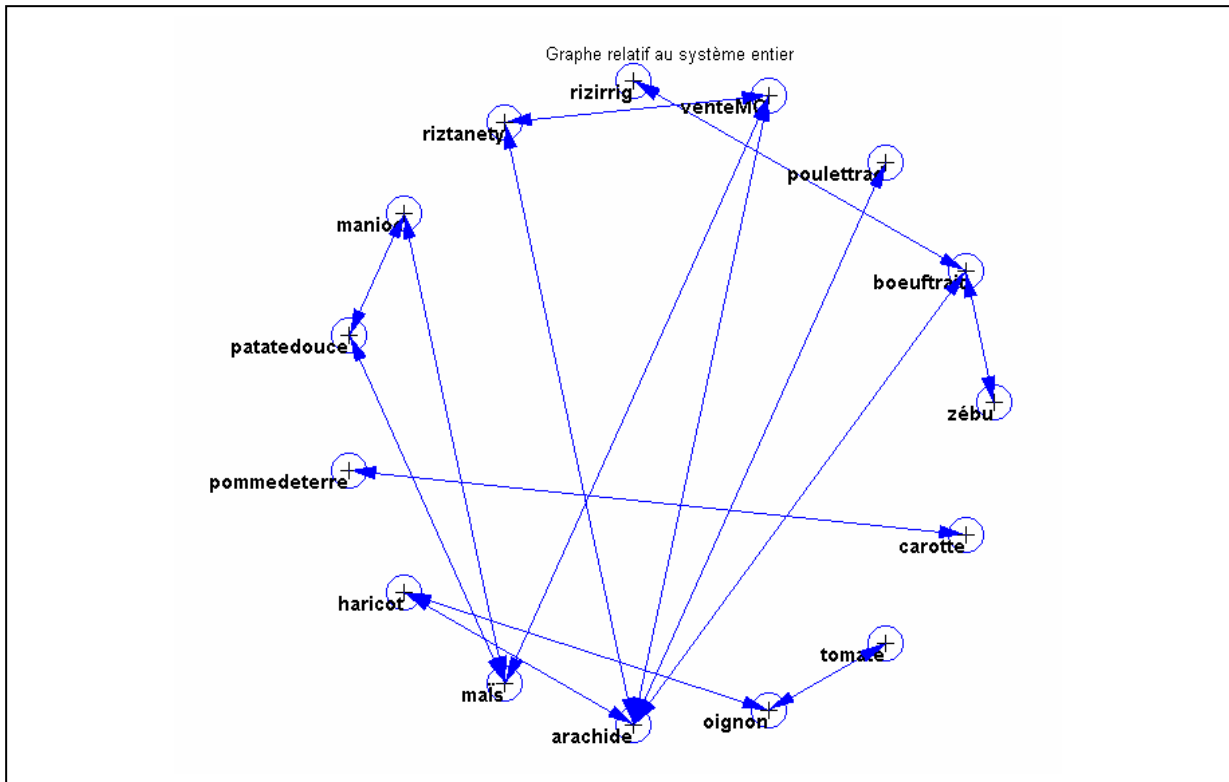 Graphe relatif au système entier
rizirrig
venteMO
riztanety
poulettrad
manioc
boeuftrait
patatedouce
zébu
pommedeterre
carotte
haricot
tomate
maïs
oignon
arachide